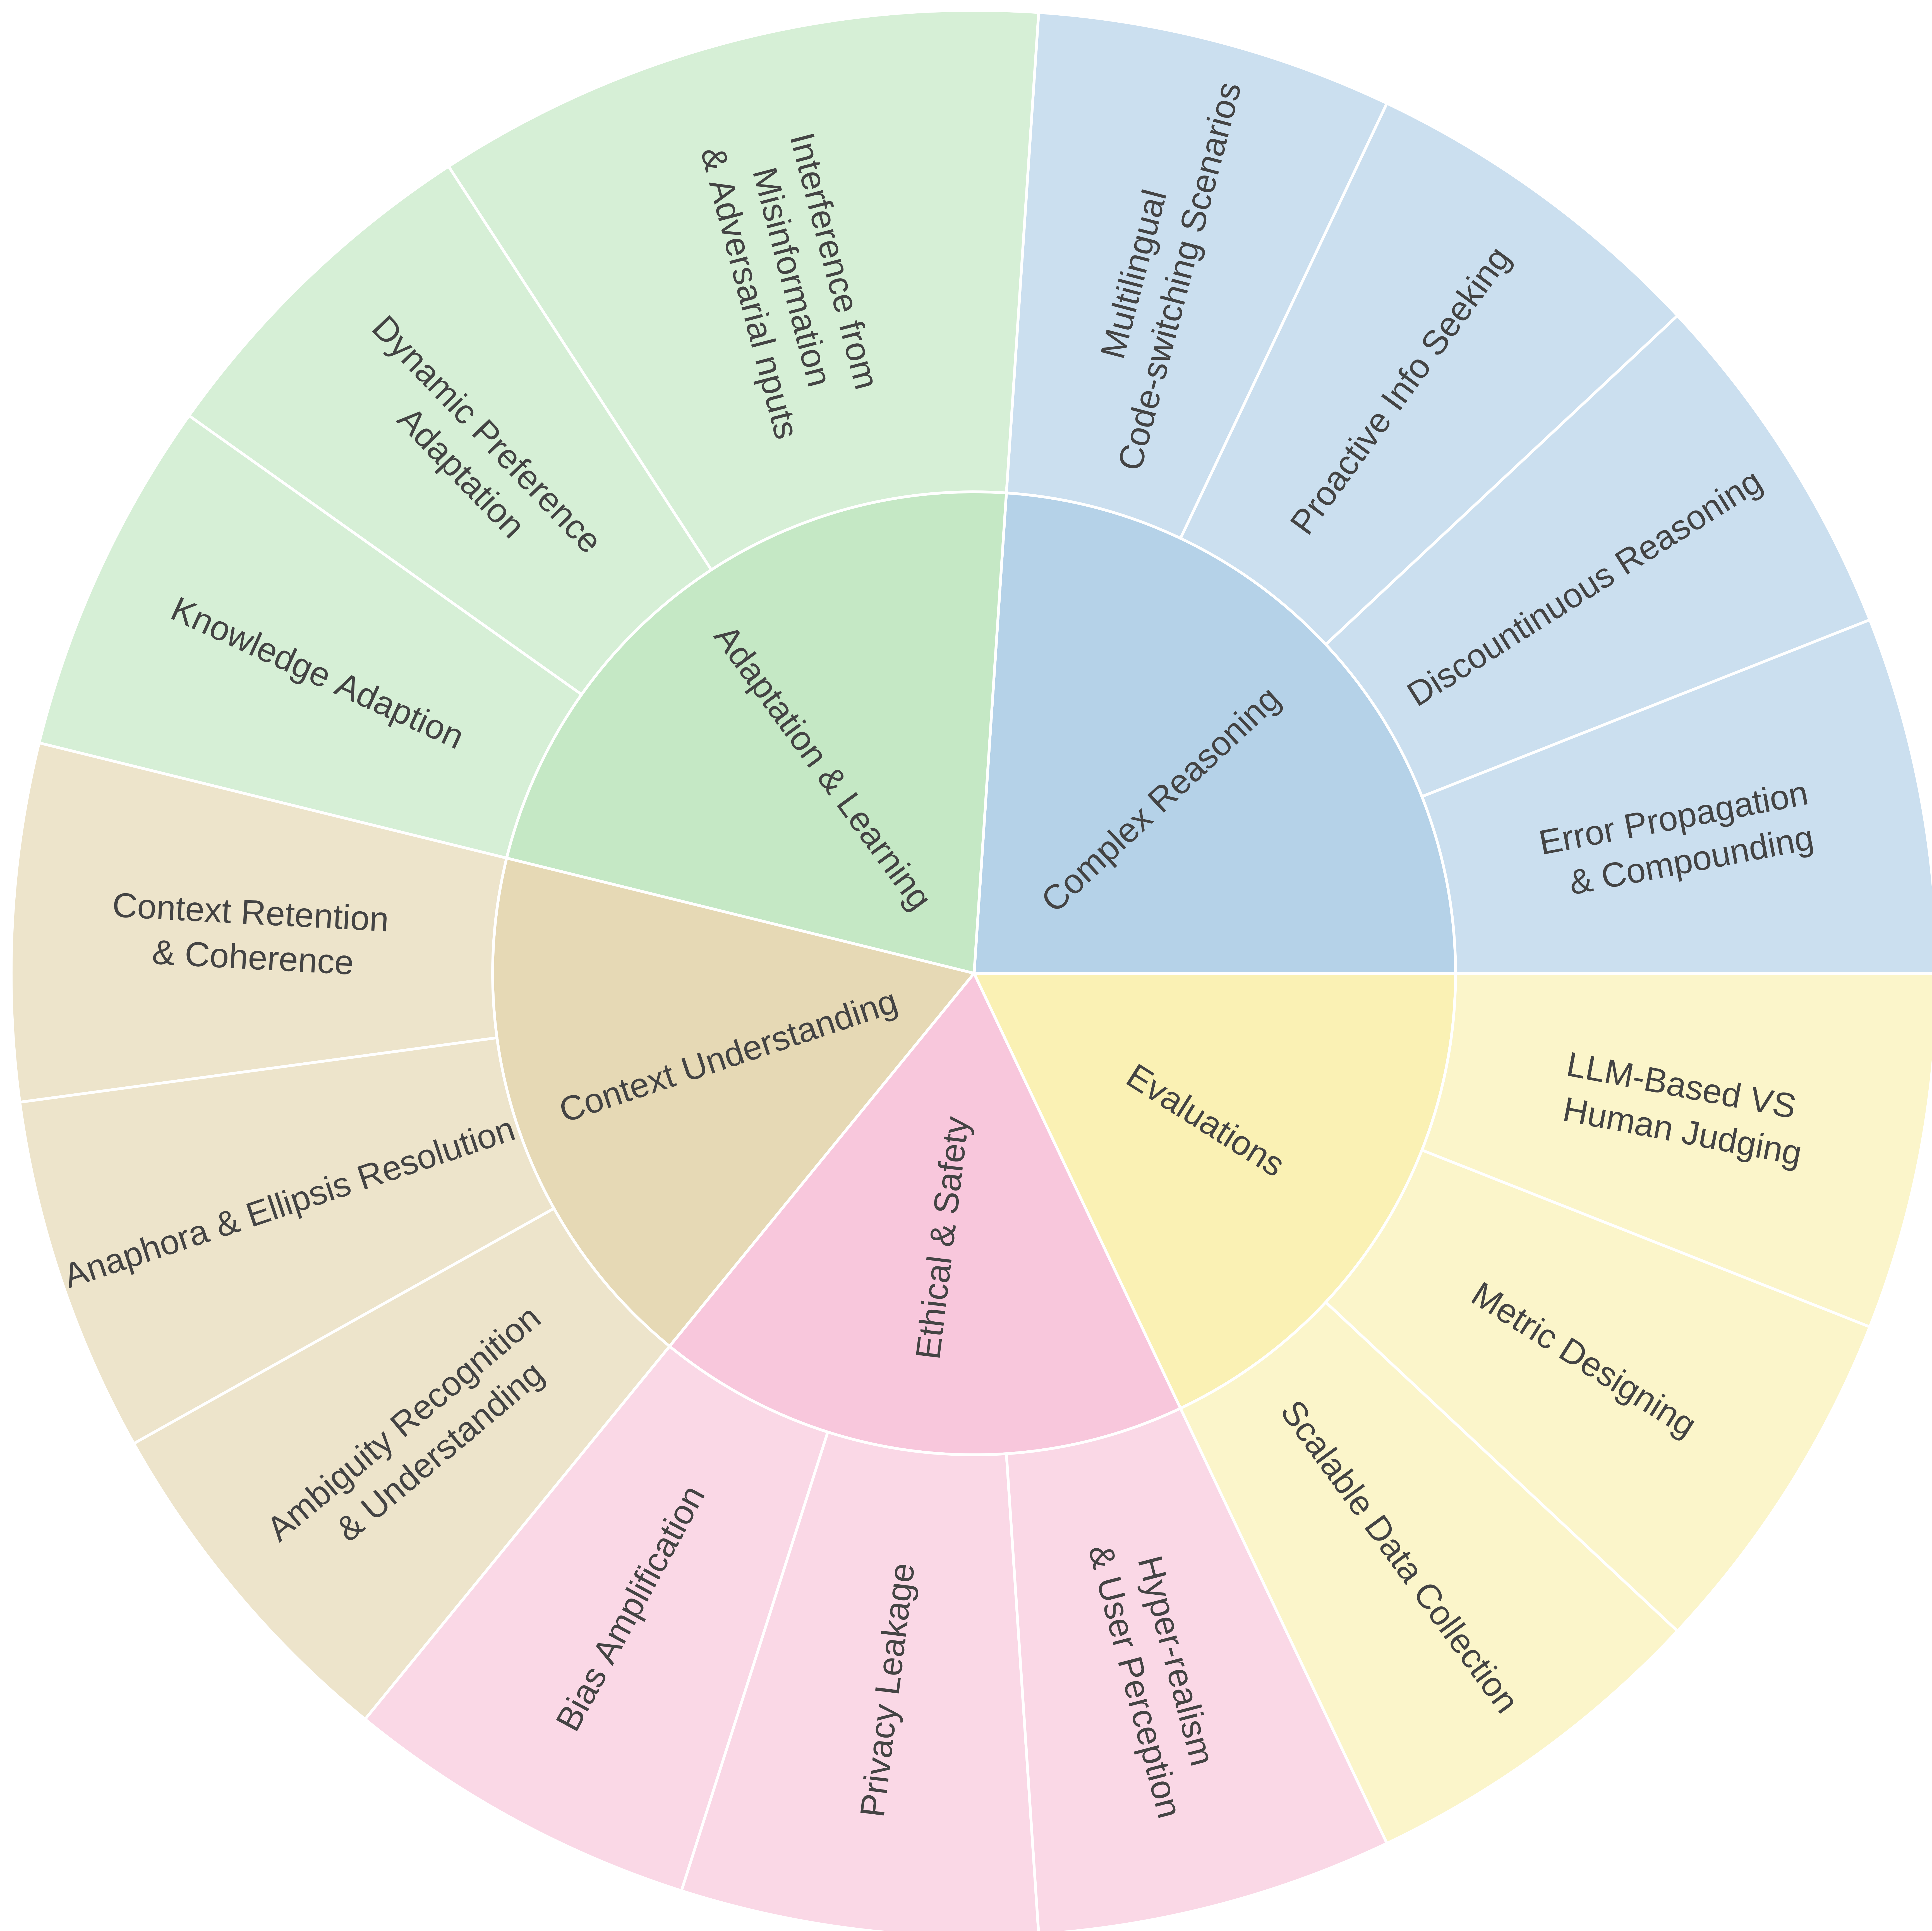 Complex Reasoning
Multilingual
Code-switching Scenarios
Proactive Info Seeking
Discountinuous Reasoning
Error Propagation
& Compounding
Evaluations
LLM-Based VS
Human Judging
Metric Designing
Scalable Data Collection
Ethical & Safety
Hyper-realism
& User Perception
Privacy Leakage
Bias Amplification
Context Understanding
Ambiguity Recognition
& Understanding
Anaphora & Ellipsis Resolution
Context Retention
& Coherence
Adaptation & Learning
Knowledge Adaption
Dynamic Preference
Adaptation
Interference from
Misinformation
& Adversarial Inputs